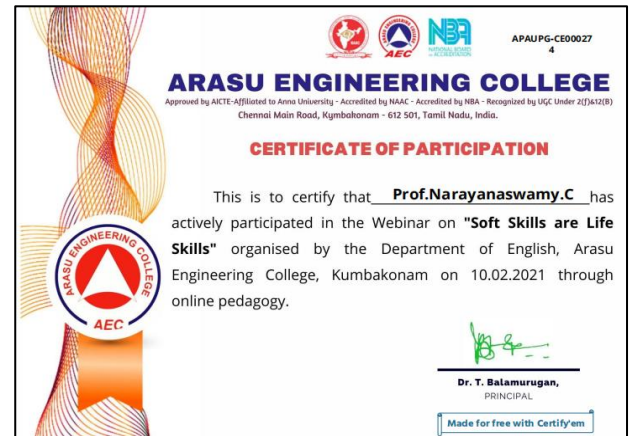 NAAC
AEC
NBA
NATIONAL BOARD
of ACCREDITATION
APAUPG-CE00027
4
ARASU ENGINEERING COLLEGE
Approved by AICTE-Affiliated to Anna University - Accredited by NAAC - Accredited by NBA - Recognized by UGC Under 2(f)&12(B)
Chennai Main Road, Kumbakonam - 612 501, Tamil Nadu, India.
CERTIFICATE OF PARTICIPATION
This is to certify that Prof.Narayanaswamy.C has
actively participated in the Webinar on "Soft Skills are Life
Skills" organised by the Department of English, Arasu
Engineering College, Kumbakonam on 10.02.2021 through
online pedagogy.
ARASU ENGINEERING COLLEGE
AEC
Dr. T. Balamurugan,
PRINCIPAL
Made for free with Certify'em